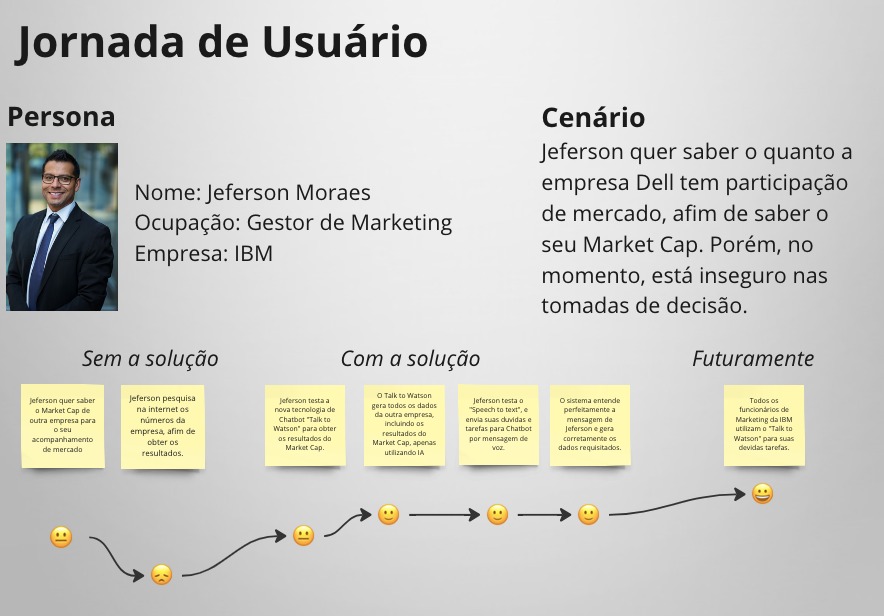 Jornada de Usuário
Persona
Nome: Jeferson Moraes
Ocupação: Gestor de Marketing
Empresa: IBM
Cenário
Jeferson quer saber o quanto a
empresa Dell tem participação
de mercado, afim de saber o
seu Market Cap. Porém, no
momento, está inseguro nas
tomadas de decisão.
Sem a solução
Com a solução
Futuramente
Jeferson quer saber
o Market Cap de
outra empresa para
o seu
acompanhamento
de mercado
Jeferson pesquisa
na internet os
números da
empresa, afim de
obter os
resultados.
Jeferson testa a
nova tecnologia de
Chatbot "Talk to
Watson" para obter
os resultados do
Market Cap.
O Talk to Watson
gera todos os dados
da outra empresa,
incluindo os
resultados do
Market Cap, apenas
utilizando IA
Jeferson testa o
"Speech to text", e
envia suas duvidas e
tarefas para Chatbot
por mensagem de
voz.
O sistema entende
perfeitamente a
mensagem de
Jeferson e gera
corretamente os
dados requisitados.
Todos os
funcionários de
Marketing da IBM
utilizam o "Talk to
Watson" para suas
devidas tarefas.